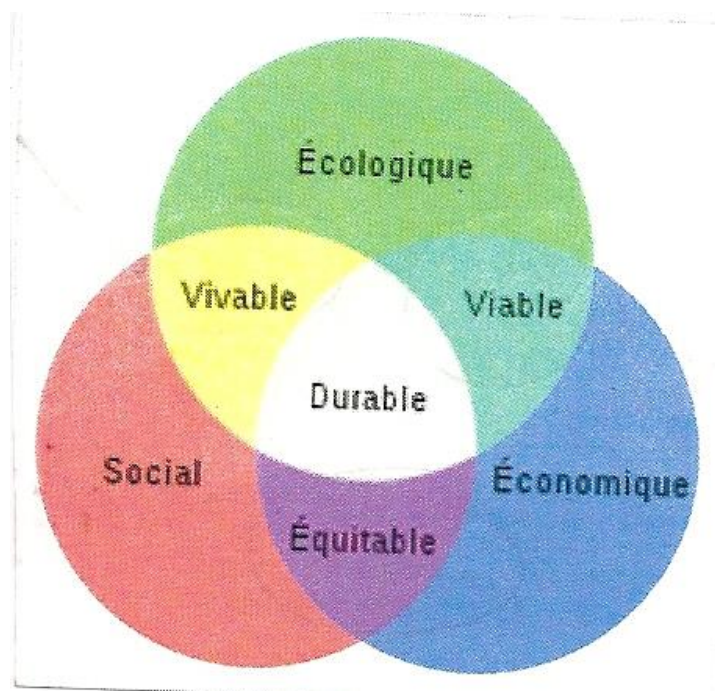 Écologique
Vivable
Viable
Durable
Social
Économique
Équitable